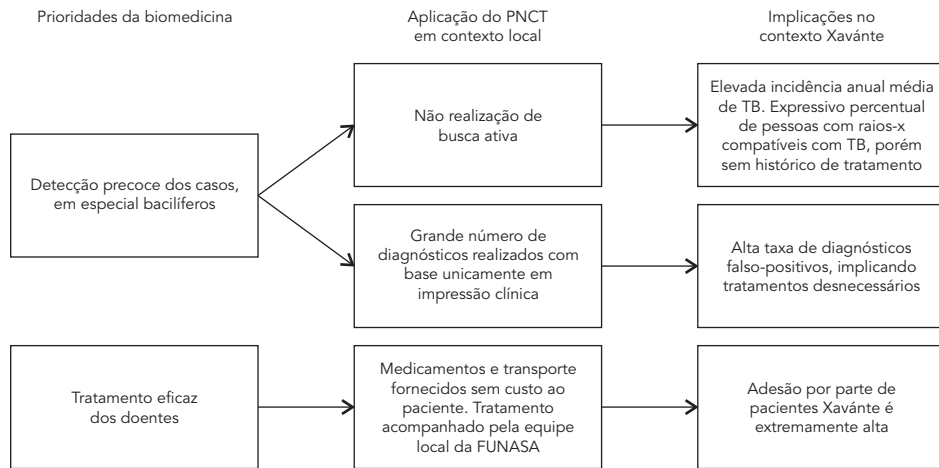 Prioridades da biomedicina
Aplicação do PNCT
em contexto local
Implicações no
contexto Xavánte
Detecção precoce dos casos,
em especial bacilíferos
Não realização de
busca ativa
Elevada incidência anual média
de TB. Expressivo percentual
de pessoas com raios-x
compatíveis com TB, porém
sem histórico de tratamento
Grande número de
diagnósticos realizados com
base unicamente em
impressão clínica
Alta taxa de diagnósticos
falso-positivos, implicando
tratamentos desnecessários
Tratamento eficaz
dos doentes
Medicamentos e transporte
fornecidos sem custo ao
paciente. Tratamento
acompanhado pela equipe
local da FUNASA
Adesão por parte de
pacientes Xavánte é
extremamente alta